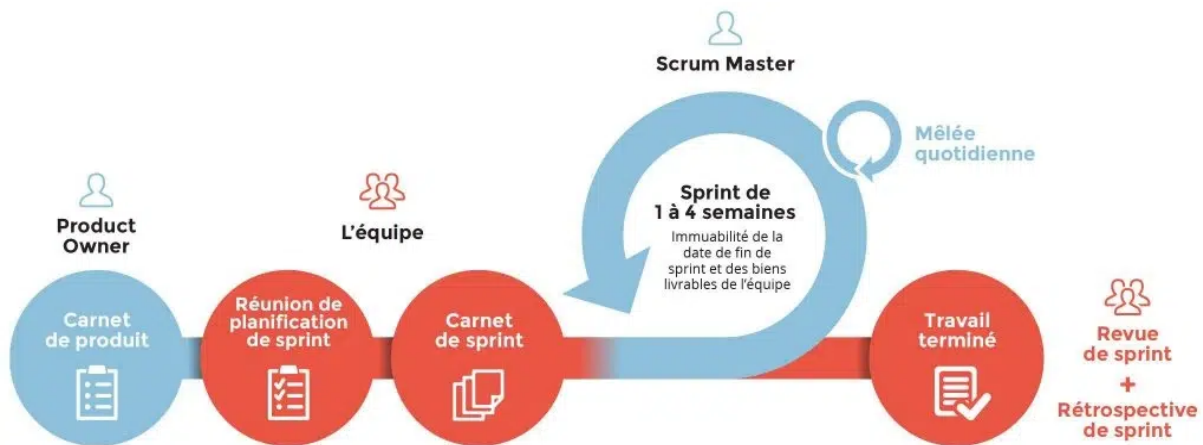 Scrum Master
Mêlée
quotidienne
Product
Owner
L'équipe
Sprint de
1 à 4 semaines
Immuabilité de la
date de fin de
sprint et des biens
livrables de l'équipe
Carnet
de produit
Réunion de
planification
de sprint
Carnet
de sprint
Travail
terminé
Revue
de sprint
+
Rétrospective
de sprint